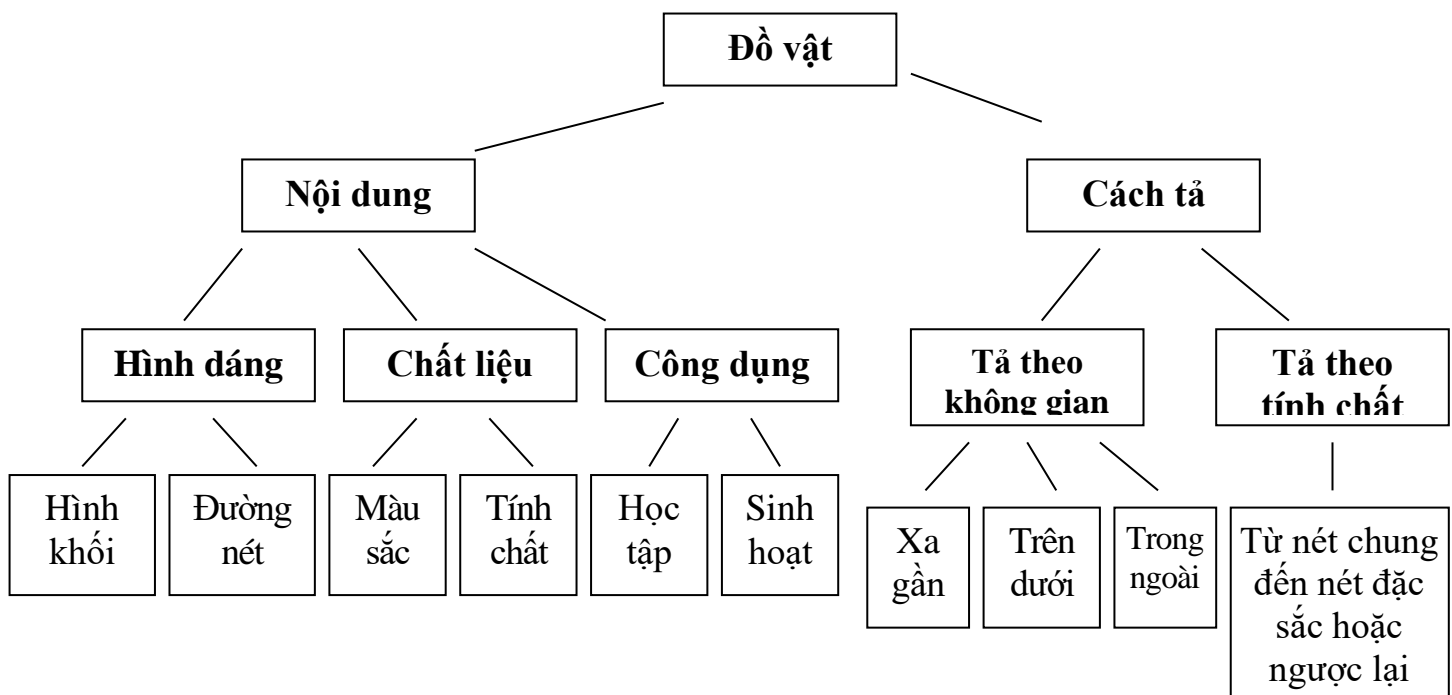 Đồ vật
Nội dung
Cách tả
Hình dáng
Chất liệu
Công dụng
Tả theo
không gian
Tả theo
tính chất
Hình
khối
Đường
nét
Màu
sắc
Tính
chất
Học
tập
Sinh
hoạt
Xa
gần
Trên
dưới
Trong
ngoài
Từ nét chung
đến nét đặc
sắc hoặc
ngược lại